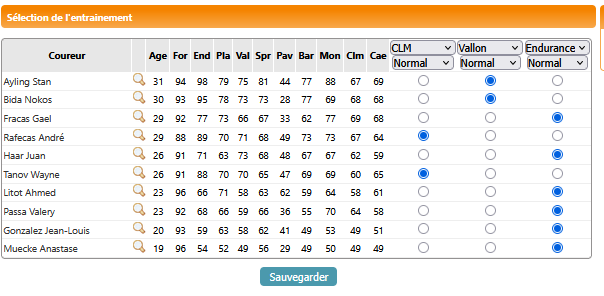 Sélection de l'entrainement
Coureur Age For End Pla Val Spr Pav Bar Mon Clm Cae CLM Vallon Endurance
Normal Normal Normal
Ayling Stan 31 94 98 79 75 81 44 77 88 67 69
Bida Nokos 30 93 95 78 73 73 28 77 69 68 68
Fracas Gael 29 92 77 73 66 67 33 62 77 69 68
Rafecas André 29 88 89 70 71 68 49 73 73 67 64
Haar Juan 26 91 71 63 73 68 48 67 67 62 59
Tanov Wayne 26 91 88 70 70 65 47 69 69 60 65
Litot Ahmed 23 96 66 71 58 63 62 59 64 58 61
Passa Valery 23 92 68 66 59 66 36 55 70 64 58
Gonzalez Jean-Louis 20 93 59 63 58 62 41 49 53 49 51
Muecke Anastase 19 96 54 52 49 56 29 49 50 49 49
Sauvegarder